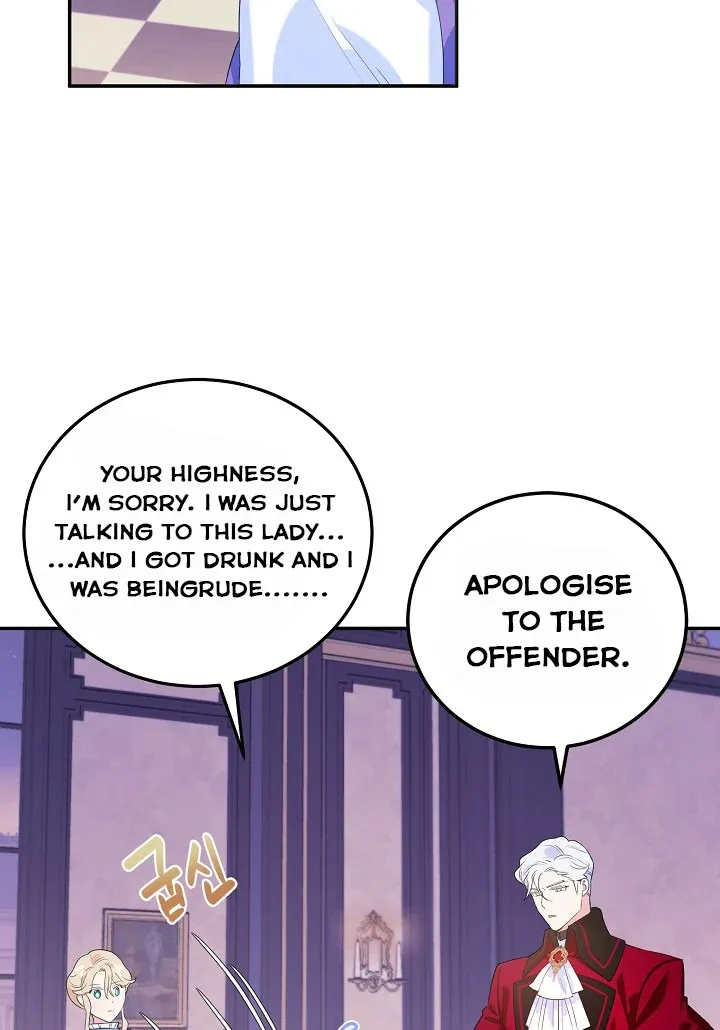 YOUR HIGHNESS,
I'M SORRY. I WAS JUST
TALKING TO THIS LADY...
...AND I GOT DRUNK AND I
WAS BEINGRUDE.......
APOLOGISE
TO THE
OFFENDER.
굽신